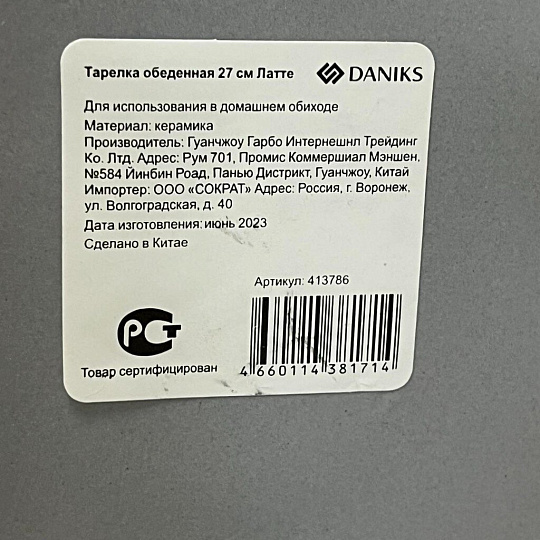 Тарелка обеденная 27 см Латте
DANIKS
Для использования в домашнем обиходе
Материал: керамика
Производитель: Гуанчжоу Гарбо Интернешнл Трейдинг
Ко. Лтд. Адрес: Рум 701, Промис Коммершиал Мэншен,
№584 Йинбин Роад, Панью Дистрикт, Гуанчжоу, Китай
Импортер: ООО «СОКРАТ» Адрес: Россия, г. Воронеж,
ул. Волгоградская, д. 40
Дата изготовления: июнь 2023
Сделано в Китае
Артикул: 413786
РСТ
Товар сертифицирован
4 660114 381714